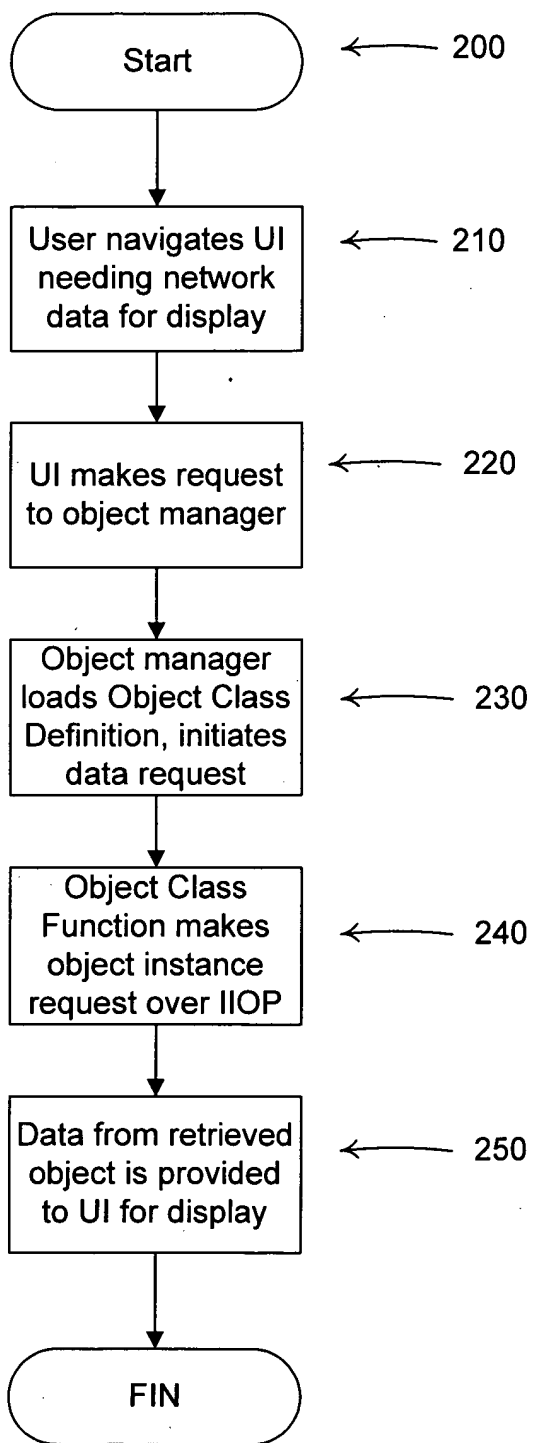 Start
200
User navigates UI
needing network
data for display
210
UI makes request
to object manager
220
Object manager
loads Object Class
Definition, initiates
data request
230
Object Class
Function makes
object instance
request over IIOP
240
Data from retrieved
object is provided
to UI for display
250
FIN